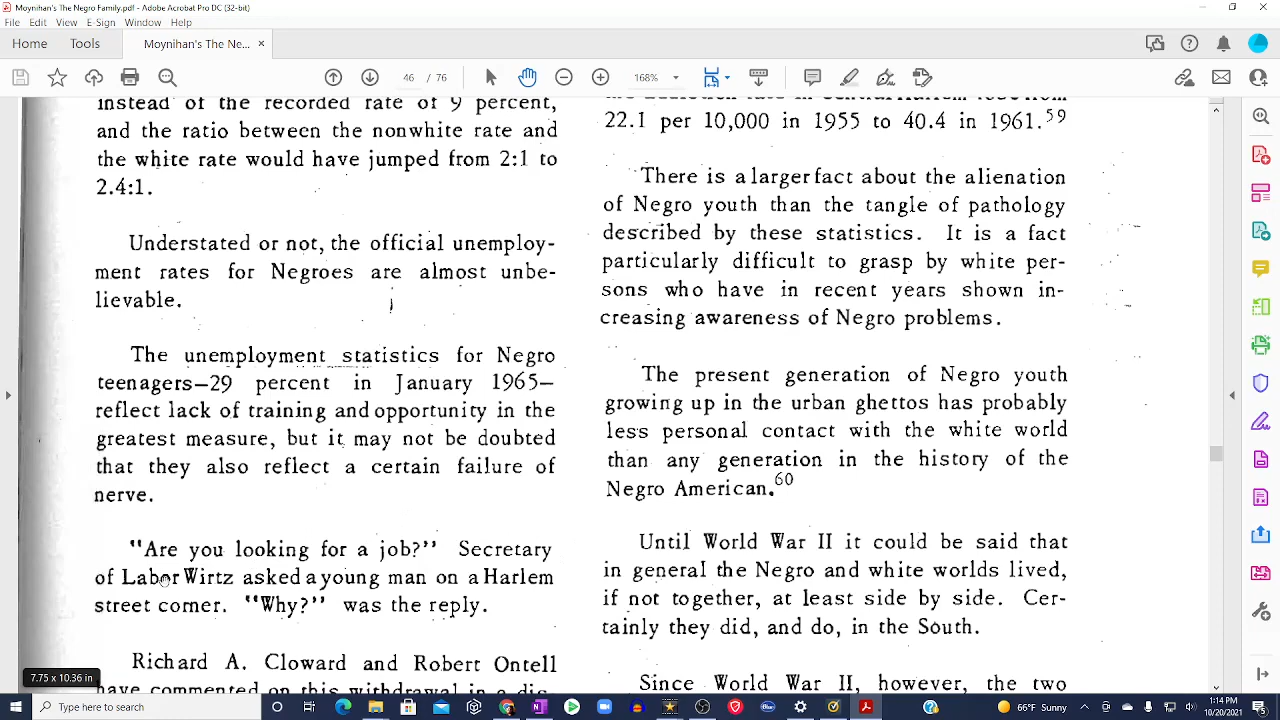 Moynihan's The Negro Family.pdf - Adobe Acrobat Pro DC (32-bit)
File Edit View E-Sign Window Help
Home Tools Moynihan's The Ne... ×
46 / 76 168%
instead of the recorded rate of 9 percent,
and the ratio between the nonwhite rate and
the white rate would have jumped from 2:1 to
2.4:1.
Understated or not, the official unemploy-
ment rates for Negroes are almost unbe-
lievable.
The unemployment statistics for Negro
teenagers—29 percent in January 1965—
reflect lack of training and opportunity in the
greatest measure, but it may not be doubted
that they also reflect a certain failure of
nerve.
"Are you looking for a job?" Secretary
of Labor Wirtz asked a young man on a Harlem
street corner. "Why?" was the reply.
Richard A. Cloward and Robert Ontell
have commented on this withdrawal in a dis-
22.1 per 10,000 in 1955 to 40.4 in 1961.59
There is a larger fact about the alienation
of Negro youth than the tangle of pathology
described by these statistics. It is a fact
particularly difficult to grasp by white per-
sons who have in recent years shown in-
creasing awareness of Negro problems.
The present generation of Negro youth
growing up in the urban ghettos has probably
less personal contact with the white world
than any generation in the history of the
Negro American.60
Until World War II it could be said that
in general the Negro and white worlds lived,
if not together, at least side by side. Cer-
tainly they did, and do, in the South.
Since World War II, however, the two
7.75 x 10.36 in
Type here to search
66°F Sunny
1:14 PM
10/20/2021